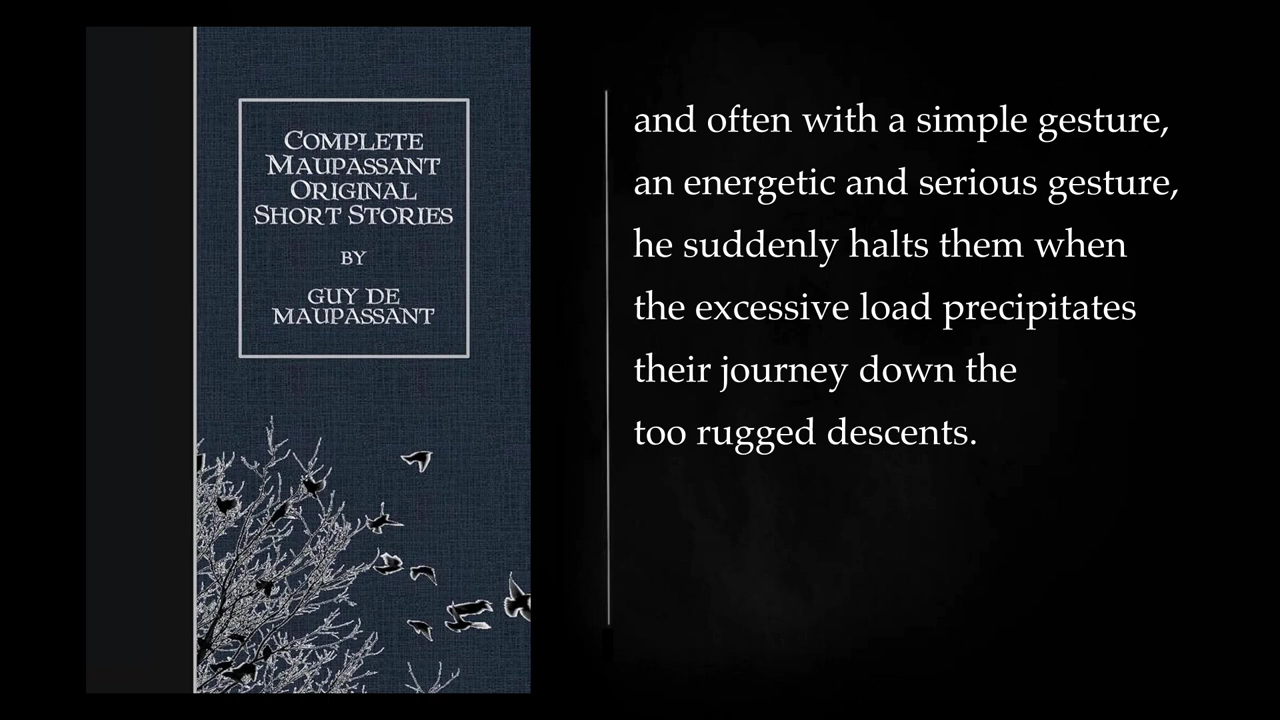 COMPLETE
MAUPASSANT
ORIGINAL
SHORT STORIES
BY
GUY DE
MAUPASSANT
and often with a simple gesture,
an energetic and serious gesture,
he suddenly halts them when
the excessive load precipitates
their journey down the
too rugged descents.